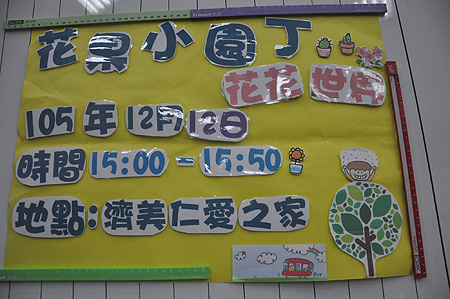 花果小園丁
花花世界
105年12月12日
時間15:00-15:50
地點:濟美仁愛之家